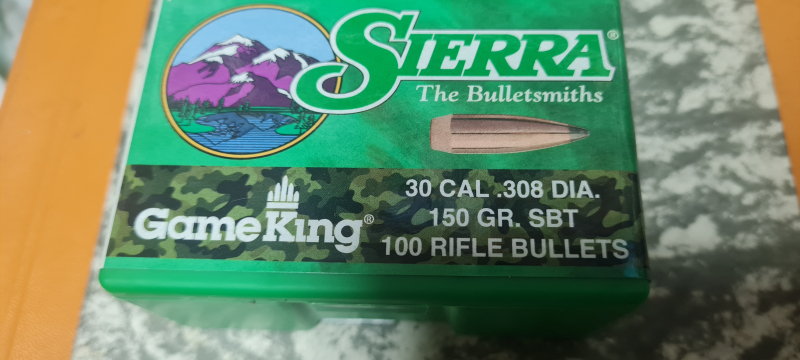 SIERRA®
The Bulletsmiths
GameKing®
30 CAL .308 DIA.
150 GR. SBT
100 RIFLE BULLETS